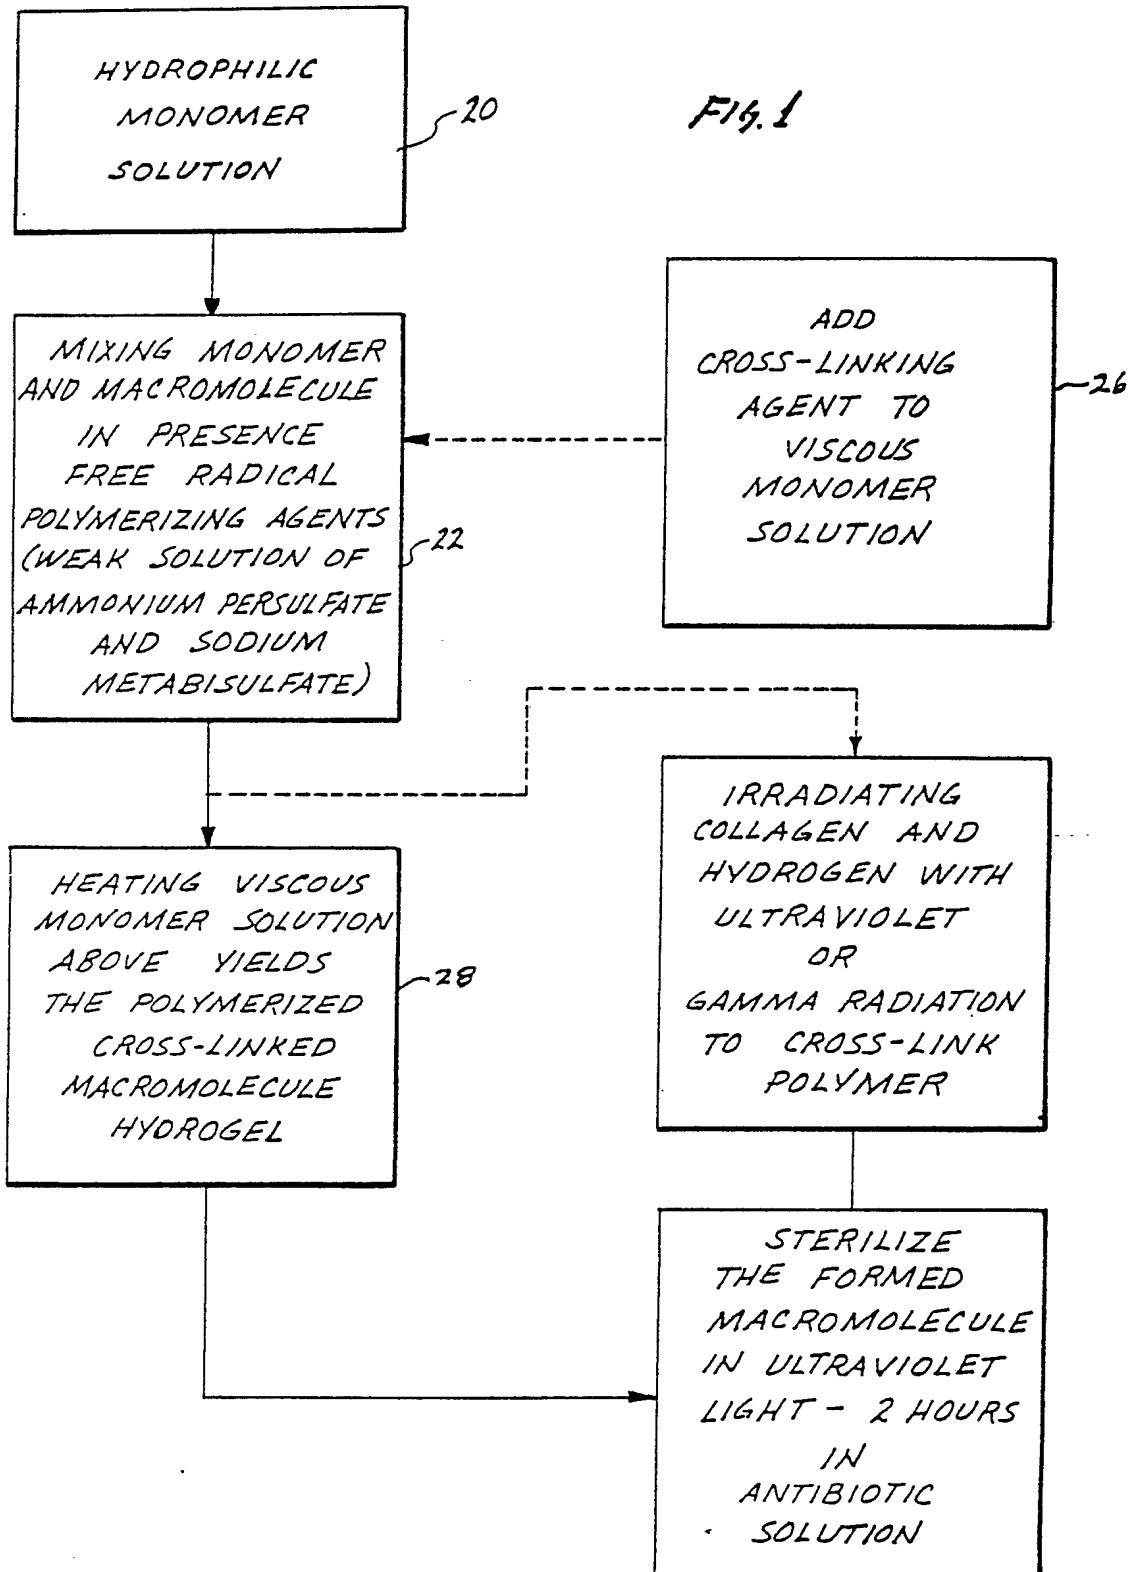 HYDROPHILIC
MONOMER
SOLUTION
20
FIG. 1
MIXING MONOMER
AND MACROMOLECULE
IN PRESENCE
FREE RADICAL
POLYMERIZING AGENTS
(WEAK SOLUTION OF
AMMONIUM PERSULFATE
AND SODIUM
METABISULFATE)
22
ADD
CROSS-LINKING
AGENT TO
VISCOUS
MONOMER
SOLUTION
26
HEATING VISCOUS
MONOMER SOLUTION
ABOVE YIELDS
THE POLYMERIZED
CROSS-LINKED
MACROMOLECULE
HYDROGEL
28
IRRADIATING
COLLAGEN AND
HYDROGEN WITH
ULTRAVIOLET
OR
GAMMA RADIATION
TO CROSS-LINK
POLYMER
STERILIZE
THE FORMED
MACROMOLECULE
IN ULTRAVIOLET
LIGHT - 2 HOURS
IN
ANTIBIOTIC
SOLUTION